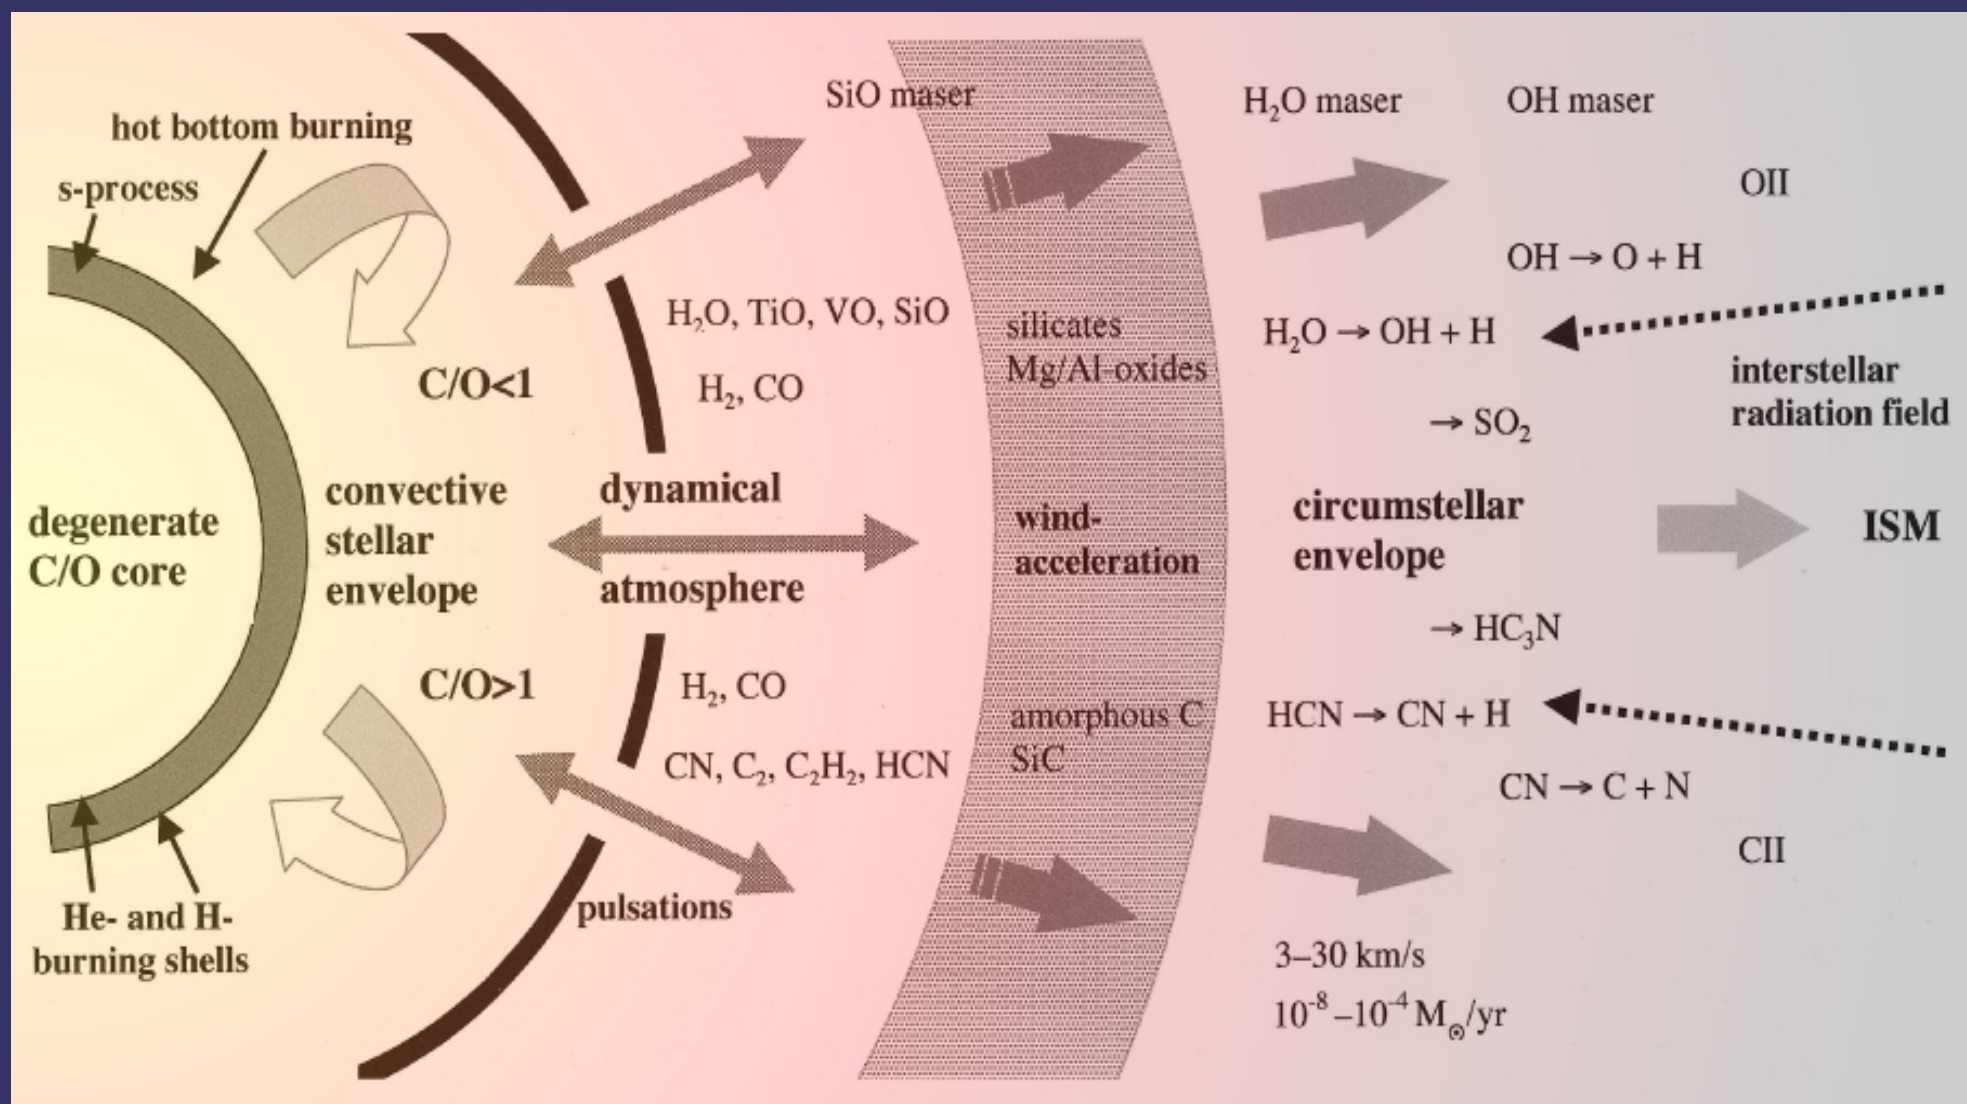 hot bottom burning
s-process
degenerate
C/O core
He- and H-
burning shells
C/O<1
convective
stellar
envelope
C/O>1
SiO maser
H₂O, TiO, VO, SiO
H₂, CO
dynamical
atmosphere
H₂, CO
CN, C₂, C₂H₂, HCN
pulsations
silicates
Mg/Al-oxides
wind-
acceleration
amorphous C
SiC
H₂O maser
OH maser
OII
OH → O + H
H₂O → OH + H
→ SO₂
interstellar
radiation field
circumstellar
envelope
ISM
→ HC₃N
HCN → CN + H
CN → C + N
CII
3–30 km/s
10⁻⁸ –10⁻⁴ M☉/yr